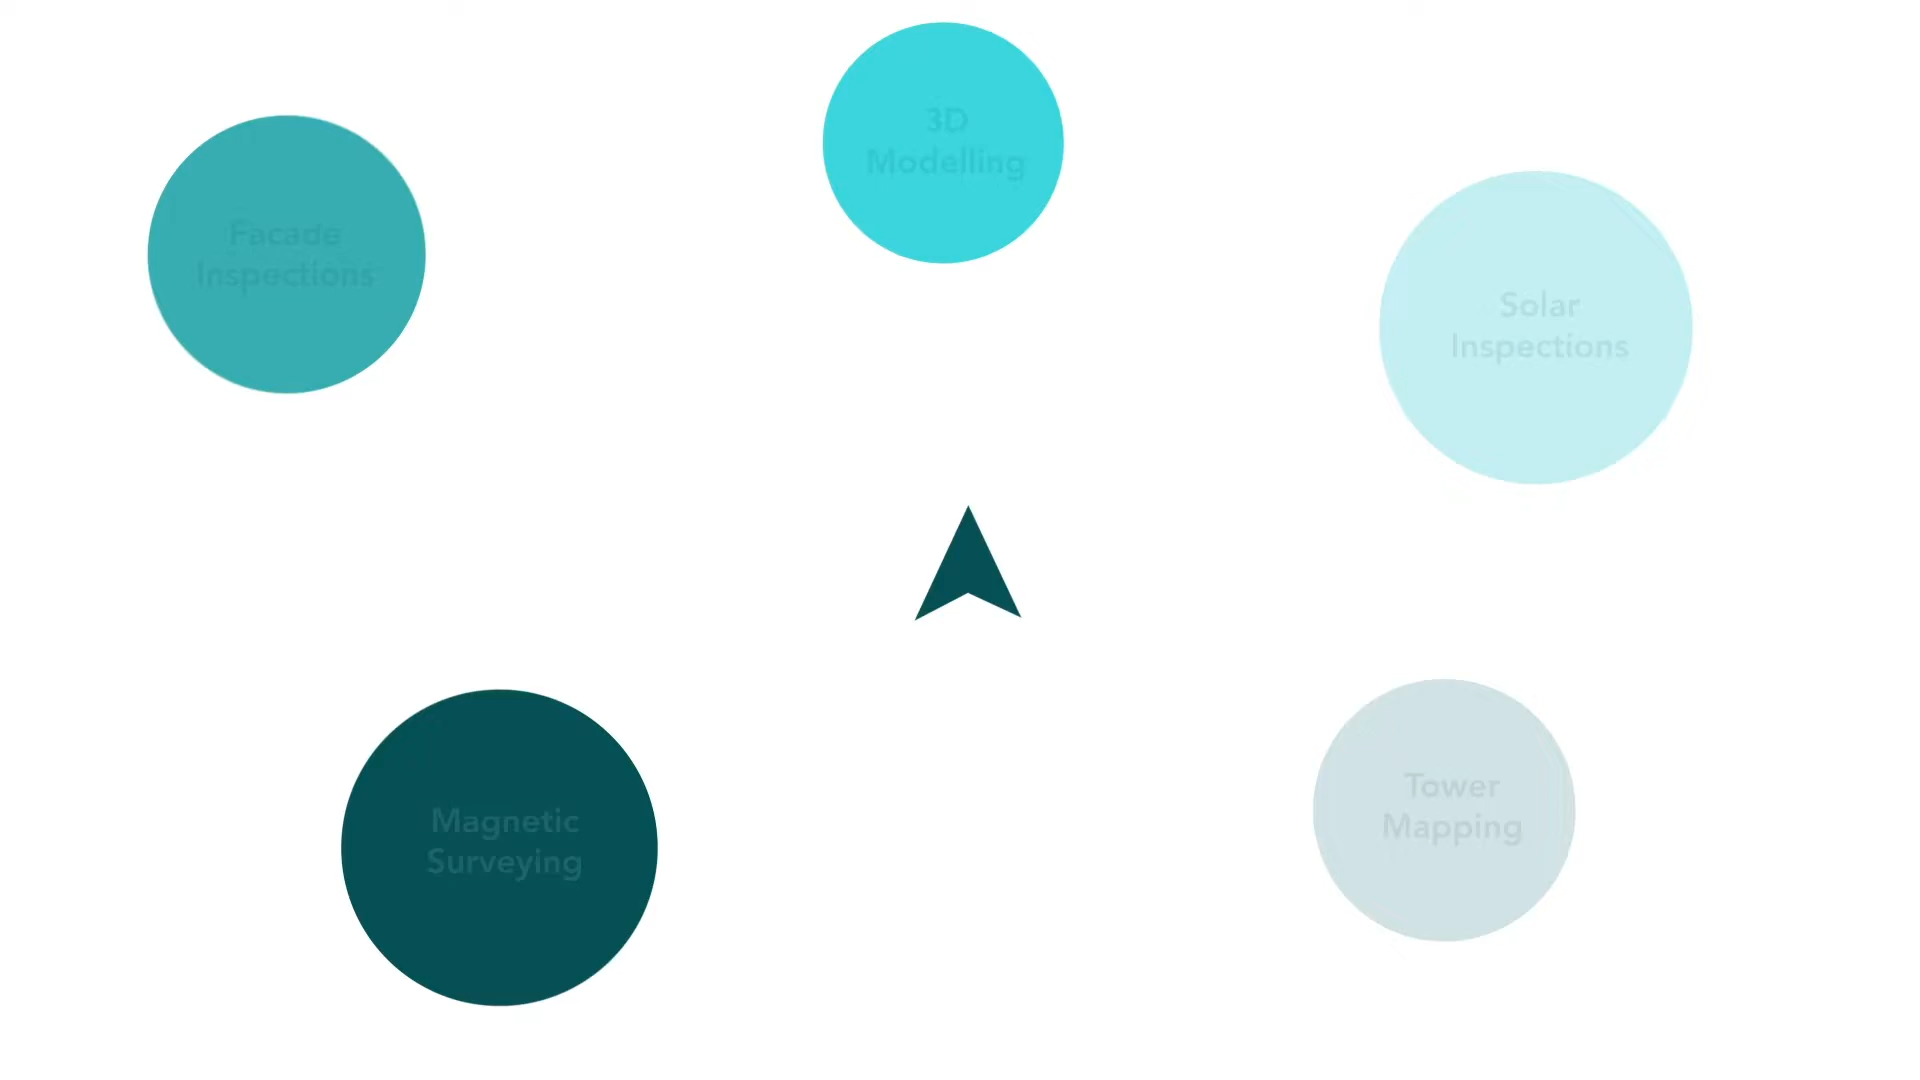 3D
Modelling
Facade
Inspections
Solar
Inspections
Magnetic
Surveying
Tower
Mapping